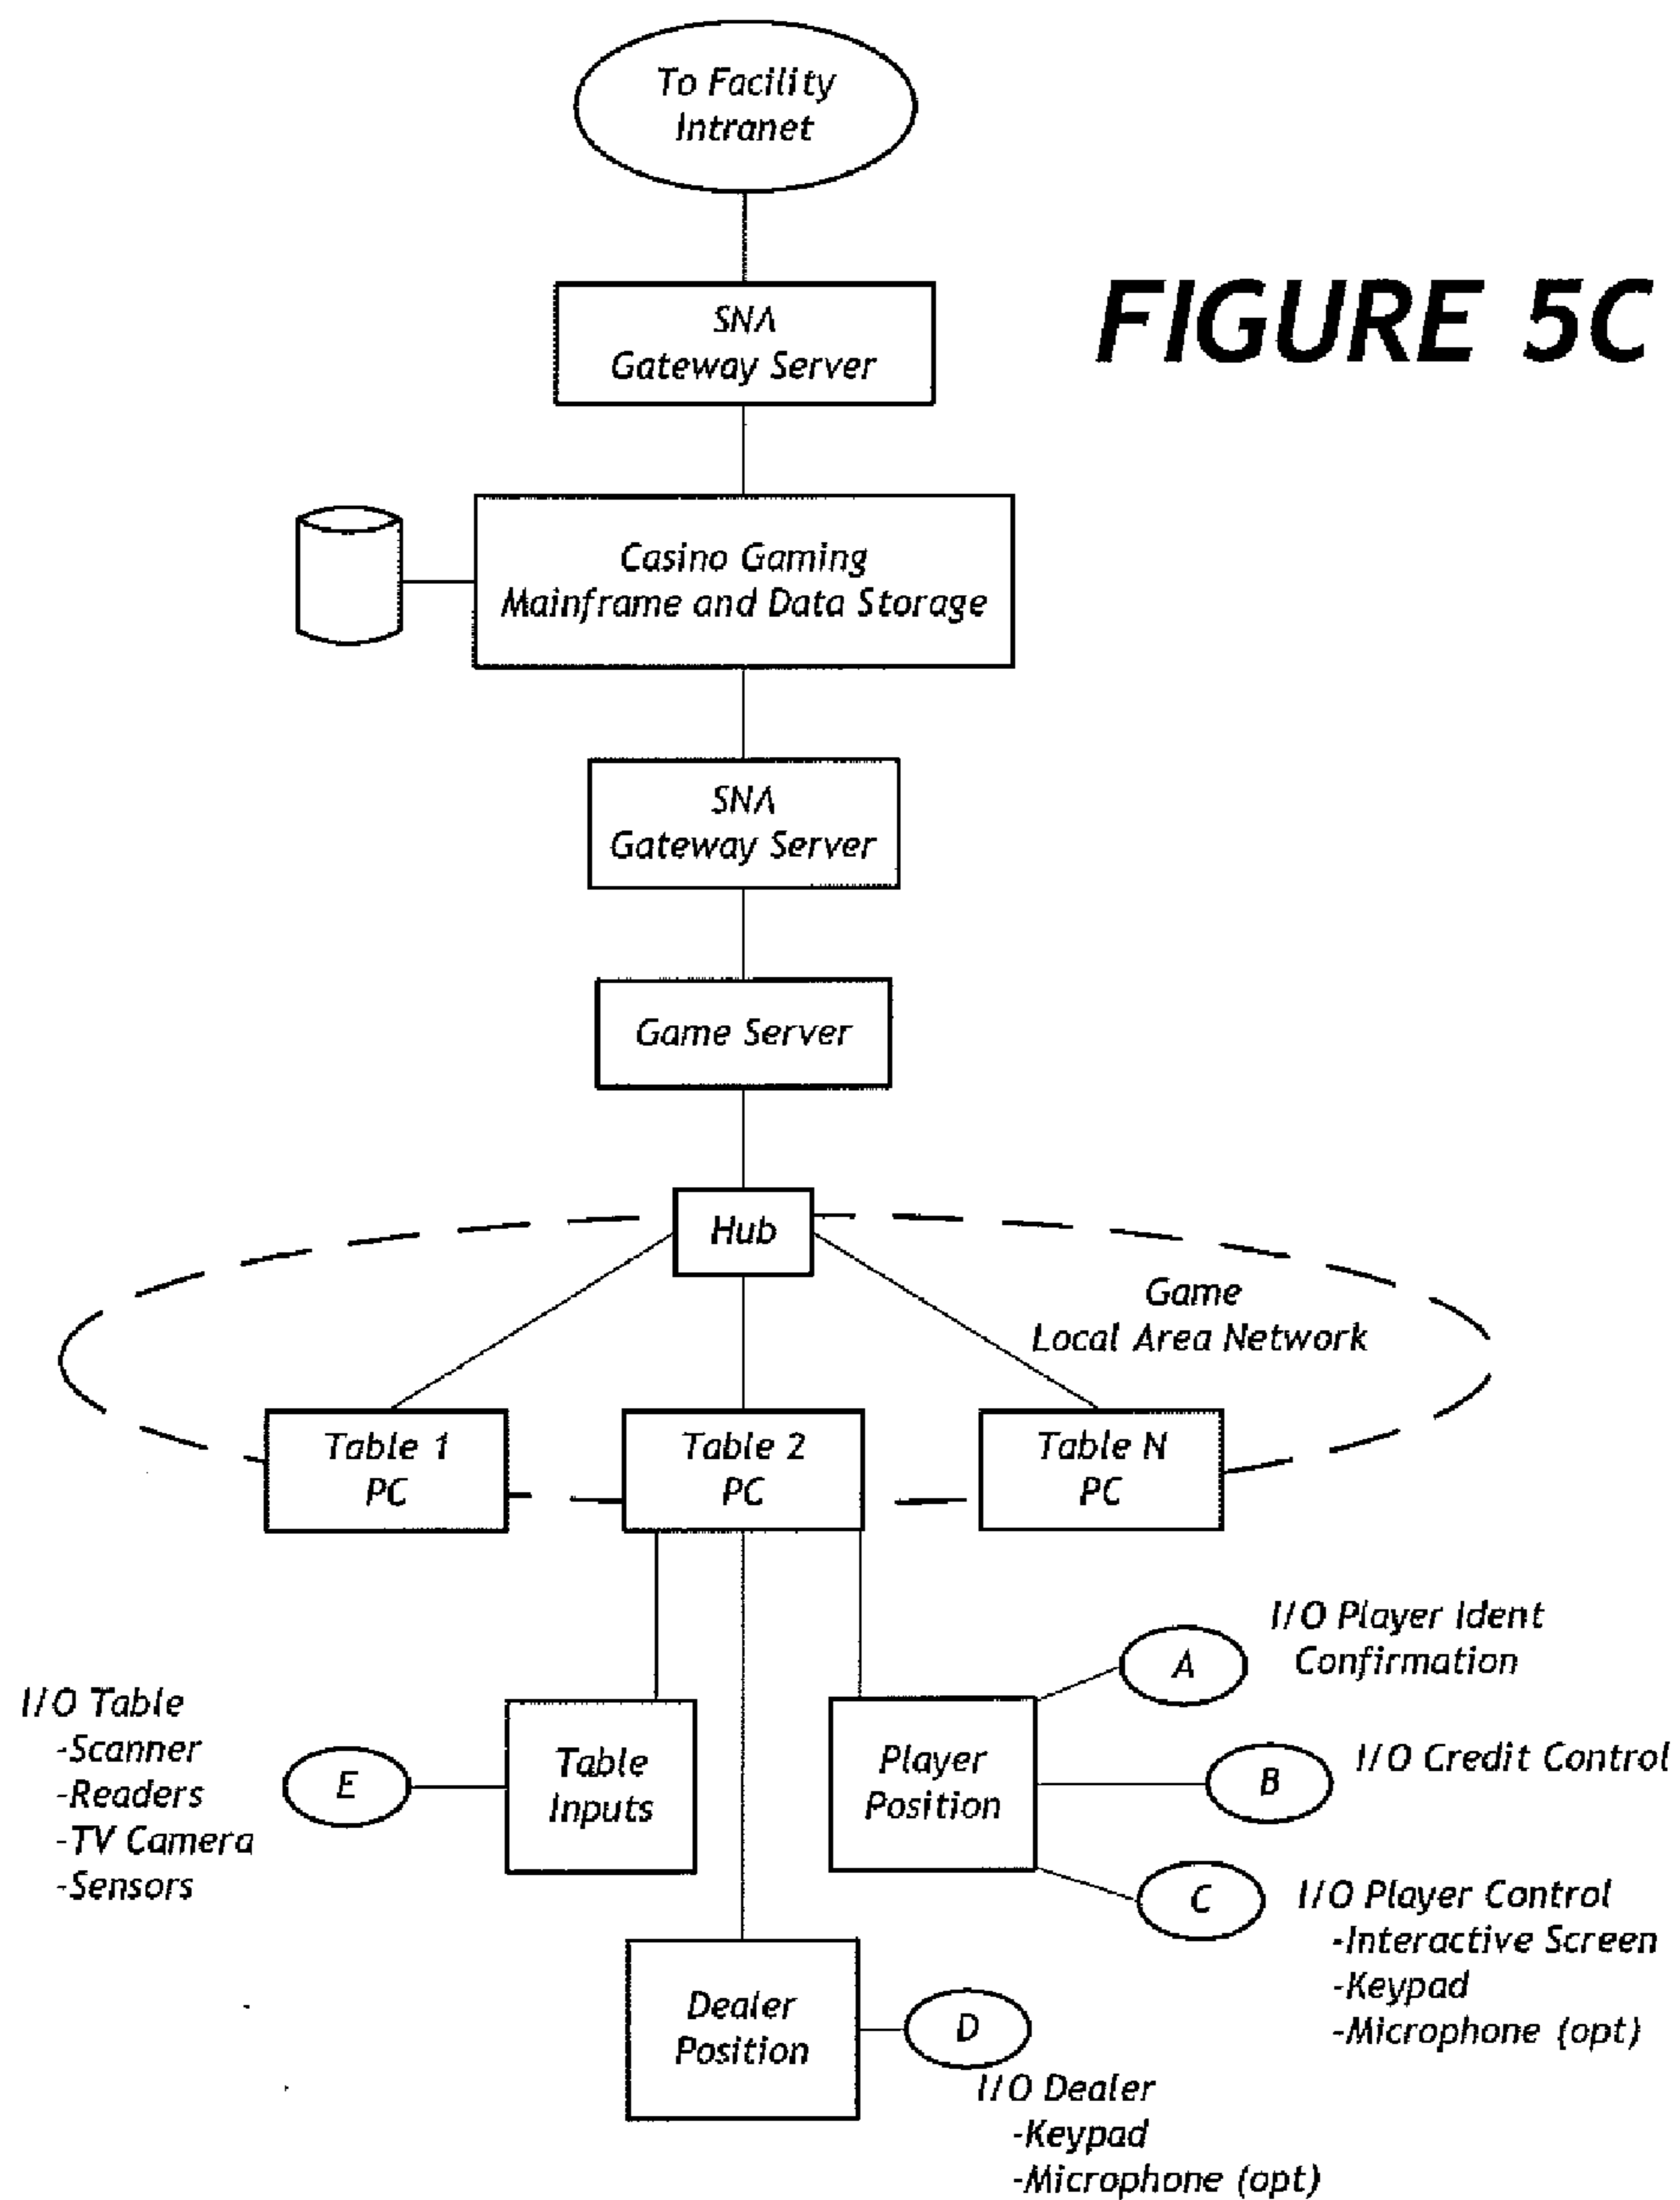 To Facility
Intranet
FIGURE 5C
SNA
Gateway Server
Casino Gaming
Mainframe and Data Storage
SNA
Gateway Server
Game Server
Hub
Game
Local Area Network
Table 1
PC
Table 2
PC
Table N
PC
I/O Player Ident
Confirmation
A
I/O Table
-Scanner
-Readers
-TV Camera
-Sensors
E
Table
Inputs
Player
Position
B
I/O Credit Control
C
I/O Player Control
-Interactive Screen
-Keypad
-Microphone (opt)
Dealer
Position
D
I/O Dealer
-Keypad
-Microphone (opt)